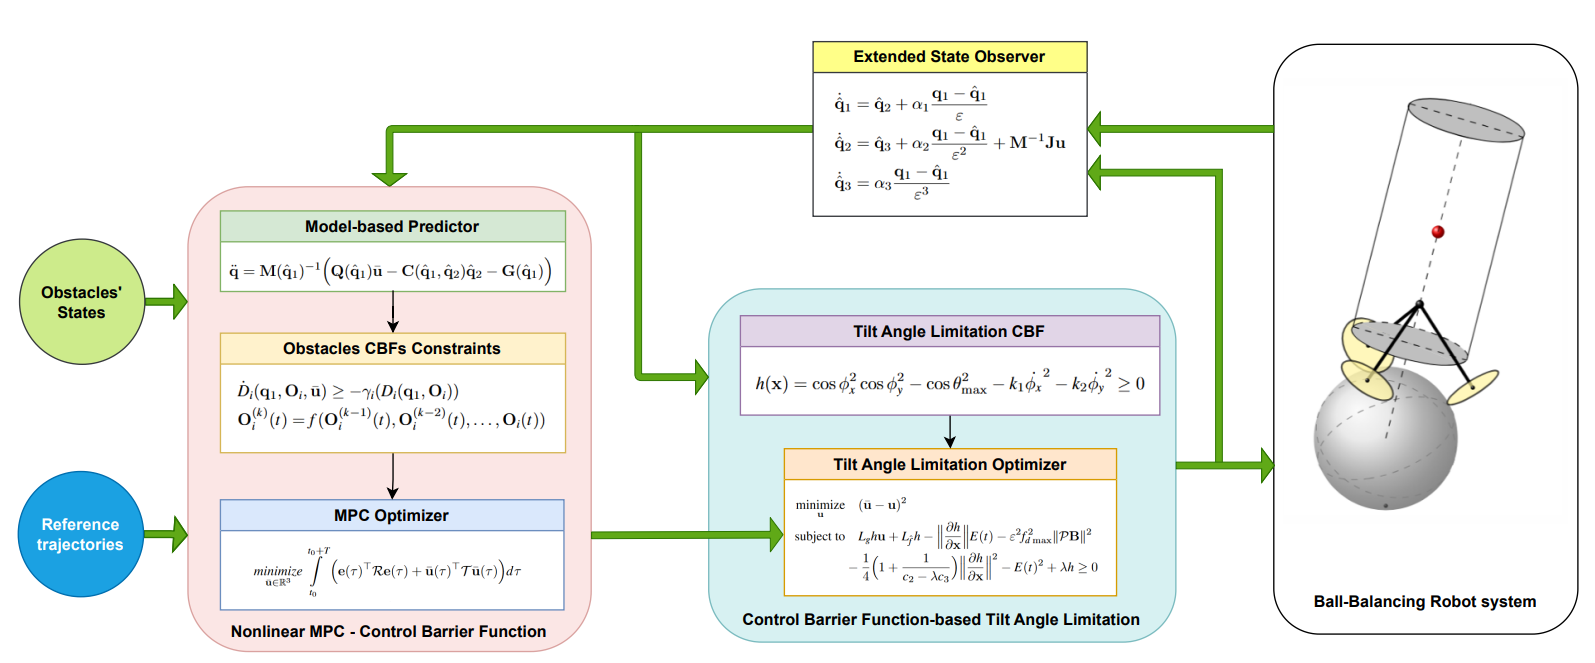 Extended State Observer
$\dot{\hat{\mathbf{q}}}_1 = \hat{\mathbf{q}}_2 + \alpha_1 \frac{\mathbf{q}_1 - \hat{\mathbf{q}}_1}{\varepsilon}$
$\dot{\hat{\mathbf{q}}}_2 = \hat{\mathbf{q}}_3 + \alpha_2 \frac{\mathbf{q}_1 - \hat{\mathbf{q}}_1}{\varepsilon^2} + \mathbf{M}^{-1}\mathbf{J}\mathbf{u}$
$\dot{\hat{\mathbf{q}}}_3 = \alpha_3 \frac{\mathbf{q}_1 - \hat{\mathbf{q}}_1}{\varepsilon^3}$
Obstacles'
States
Reference
trajectories
Model-based Predictor
$\ddot{\mathbf{q}} = \mathbf{M}(\hat{\mathbf{q}}_1)^{-1}\Big(\mathbf{Q}(\hat{\mathbf{q}}_1)\bar{\mathbf{u}} - \mathbf{C}(\hat{\mathbf{q}}_1, \hat{\mathbf{q}}_2)\hat{\mathbf{q}}_2 - \mathbf{G}(\hat{\mathbf{q}}_1)\Big)$
Obstacles CBFs Constraints
$\dot{D}_i(\mathbf{q}_1, \mathbf{O}_i, \bar{\mathbf{u}}) \geq -\gamma_i(D_i(\mathbf{q}_1, \mathbf{O}_i))$
$\mathbf{O}_i^{(k)}(t) = f(\mathbf{O}_i^{(k-1)}(t), \mathbf{O}_i^{(k-2)}(t), \ldots, \mathbf{O}_i(t))$
MPC Optimizer
$\underset{\bar{\mathbf{u}} \in \mathbb{R}^3}{minimize} \int_{t_0}^{t_0+T} \Big(\mathbf{e}(\tau)^\top \mathcal{R}\mathbf{e}(\tau) + \bar{\mathbf{u}}(\tau)^\top \mathcal{T}\bar{\mathbf{u}}(\tau)\Big) d\tau$
Nonlinear MPC - Control Barrier Function
Tilt Angle Limitation CBF
$h(\mathbf{x}) = \cos\phi_x^2 \cos\phi_y^2 - \cos\theta_{\max}^2 - k_1\dot{\phi_x}^2 - k_2\dot{\phi_y}^2 \geq 0$
Tilt Angle Limitation Optimizer
$\underset{\mathbf{u}}{\text{minimize}} \quad (\bar{\mathbf{u}} - \mathbf{u})^2$
$\text{subject to} \quad L_g h\mathbf{u} + L_{\hat{f}} h - \left\|\frac{\partial h}{\partial \mathbf{x}}\right\| E(t) - \varepsilon^2 f_{d\max}^2 \|\mathcal{P}\mathbf{B}\|^2$
$- \frac{1}{4}\Big(1 + \frac{1}{c_2 - \lambda c_3}\Big)\left\|\frac{\partial h}{\partial \mathbf{x}}\right\|^2 - E(t)^2 + \lambda h \geq 0$
Control Barrier Function-based Tilt Angle Limitation
Ball-Balancing Robot system